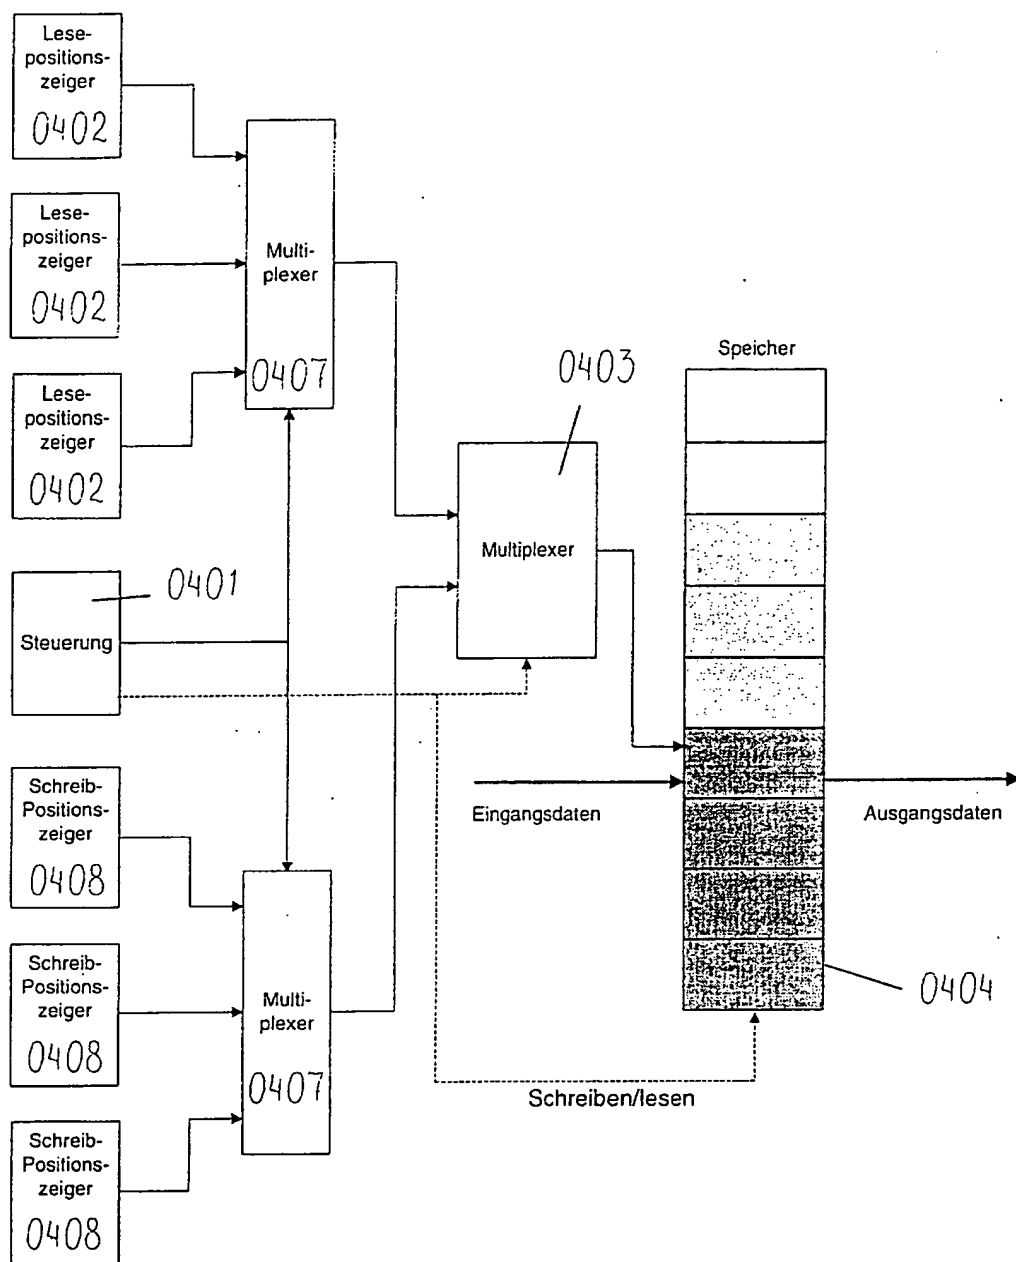 Lese-
positions-
zeiger
0402
Lese-
positions-
zeiger
0402
Lese-
positions-
zeiger
0402
Multi-
plexer
0407
0403
Speicher
Multiplexer
0401
Steuerung
Eingangsdaten
Ausgangsdaten
Schreib-
Positions-
zeiger
0408
Schreib-
Positions-
zeiger
0408
Schreib-
Positions-
zeiger
0408
Multi-
plexer
0407
0404
Schreiben/lesen